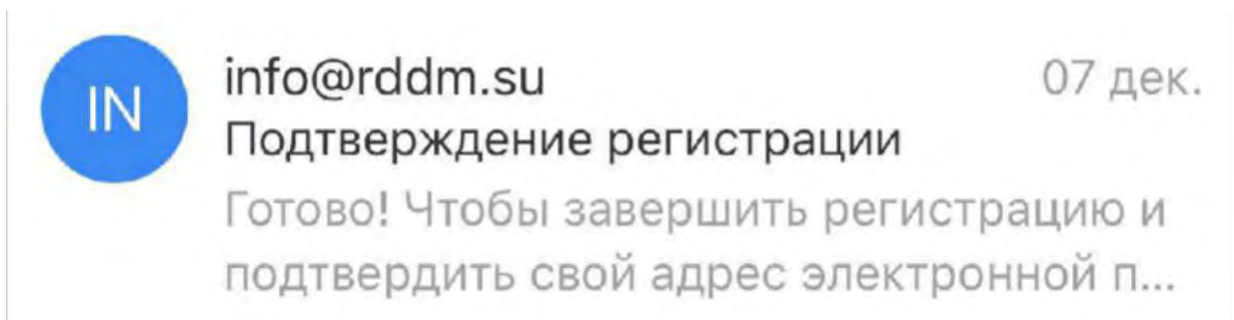 IN
info@rddm.su 07 дек.
Подтверждение регистрации
Готово! Чтобы завершить регистрацию и
подтвердить свой адрес электронной п...